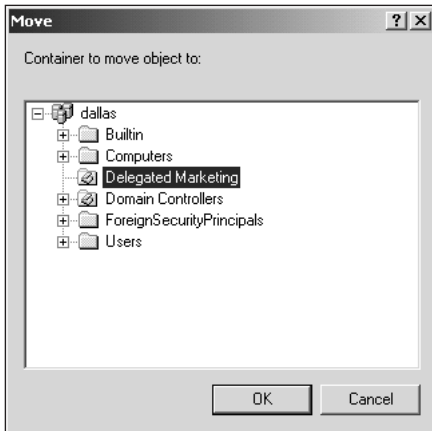 Move
Container to move object to:
dallas
Builtin
Computers
Delegated Marketing
Domain Controllers
ForeignSecurityPrincipals
Users
OK Cancel